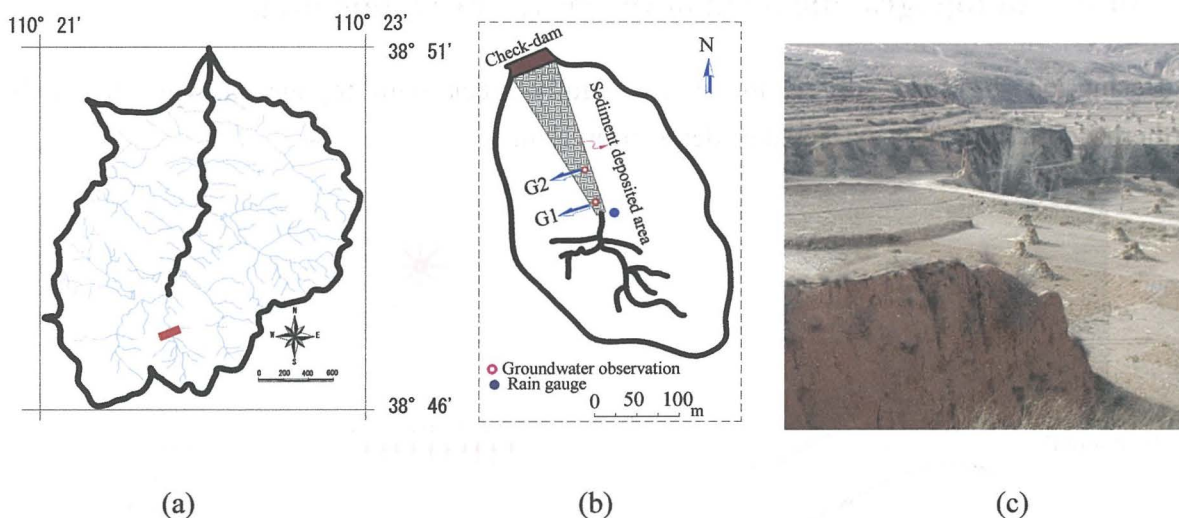 110° 21'
110° 23'
38° 51'
38° 46'
N
W
E
S
0 200 400 600
Check-dam
N
Sediment deposited area
G2
G1
Groundwater observation
Rain gauge
0 50 100
m
(a)
(b)
(c)